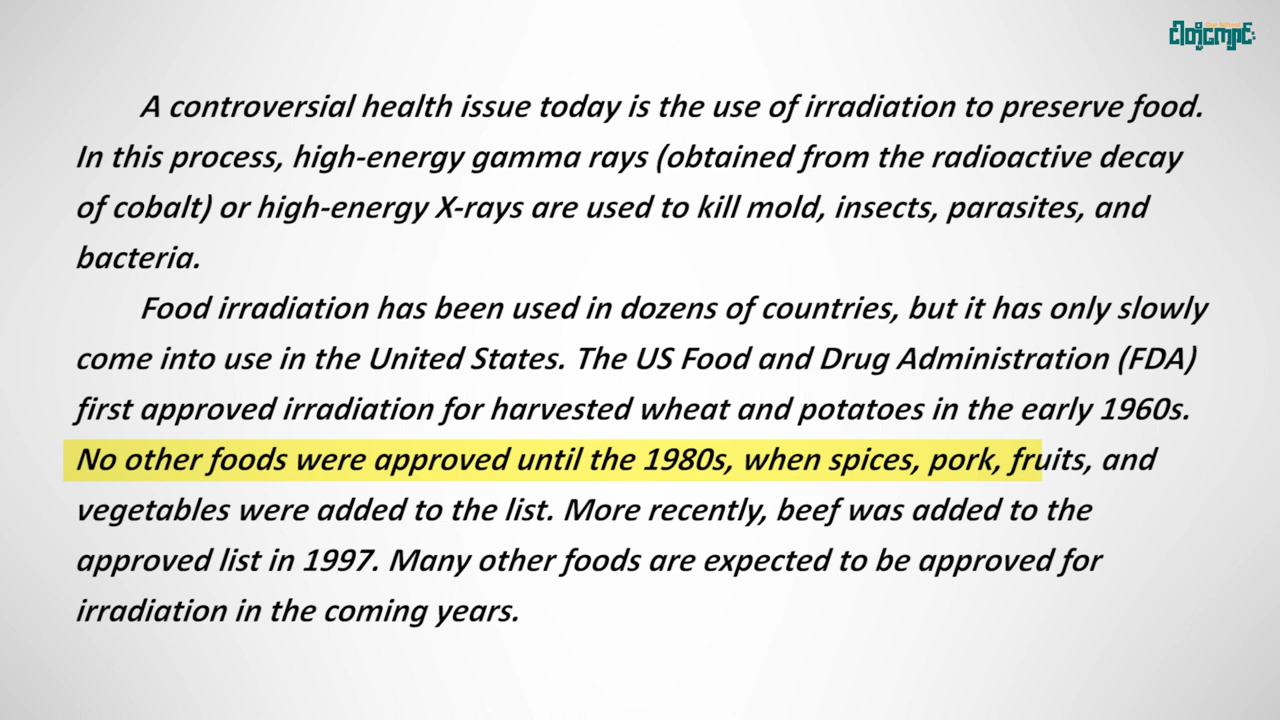 Our School
ငါတို့ကျောင်း
A controversial health issue today is the use of irradiation to preserve food.
In this process, high-energy gamma rays (obtained from the radioactive decay
of cobalt) or high-energy X-rays are used to kill mold, insects, parasites, and
bacteria.
Food irradiation has been used in dozens of countries, but it has only slowly
come into use in the United States. The US Food and Drug Administration (FDA)
first approved irradiation for harvested wheat and potatoes in the early 1960s.
No other foods were approved until the 1980s, when spices, pork, fruits, and
vegetables were added to the list. More recently, beef was added to the
approved list in 1997. Many other foods are expected to be approved for
irradiation in the coming years.